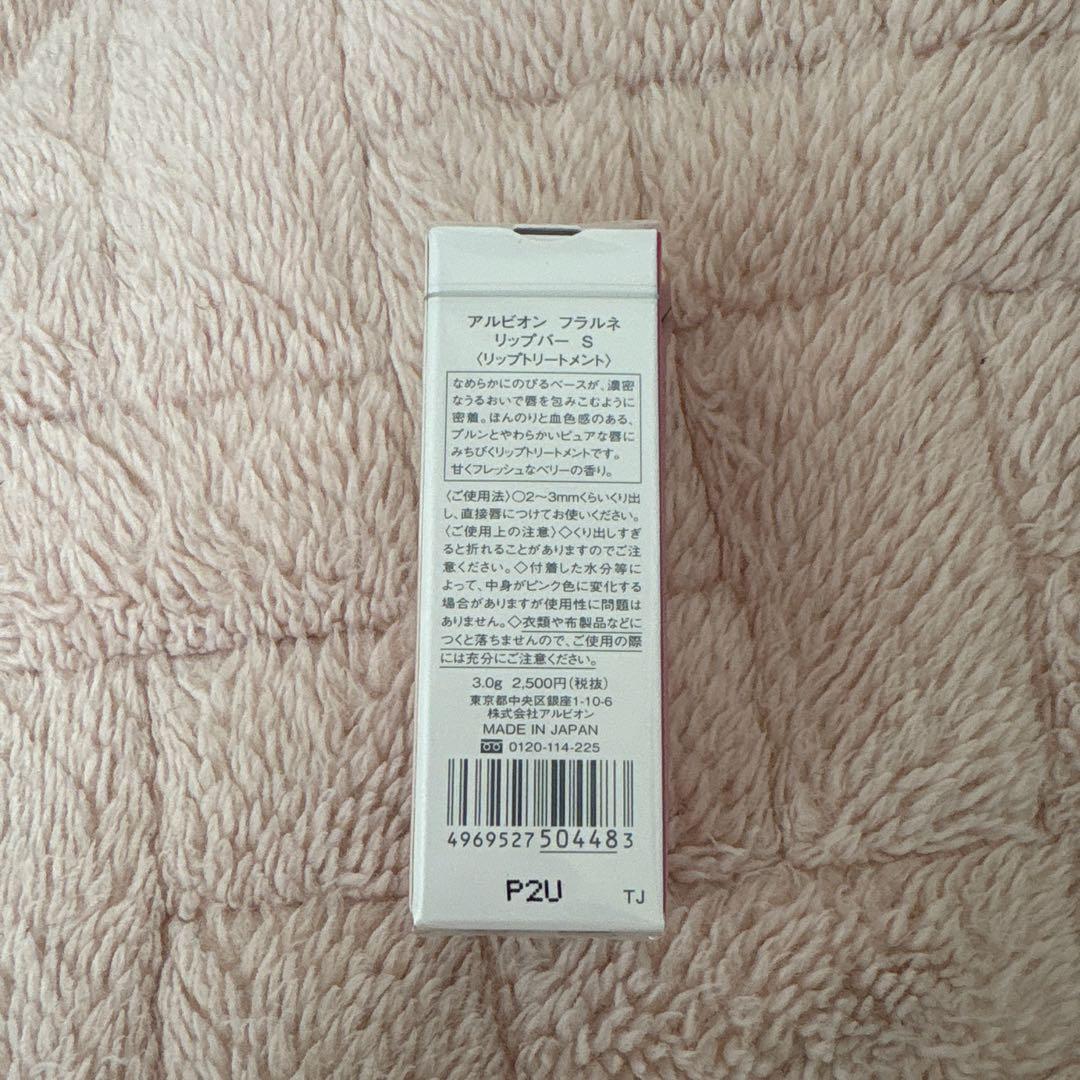 アルビオン フラルネ
リップバー S
〈リップトリートメント〉
なめらかにのびるベースが、濃密
なうるおいで唇を包みこむように
密着。ほんのりと血色感のある、
プルンとやわらかいピュアな唇に
みちびくリップトリートメントです。
甘くフレッシュなベリーの香り。
〈ご使用法〉○2〜3mmくらいくり出
し、直接唇につけてお使いください。
〈ご使用上の注意〉◇くり出しすぎ
ると折れることがありますのでご注
意ください。◇付着した水分等に
よって、中身がピンク色に変化する
場合がありますが使用性に問題は
ありません。◇衣類や布製品などに
つくと落ちませんので、ご使用の際
には充分にご注意ください。
3.0g 2,500円(税抜)
東京都中央区銀座1-10-6
株式会社アルビオン
MADE IN JAPAN
0120-114-225
4969527504483
P2U
TJ